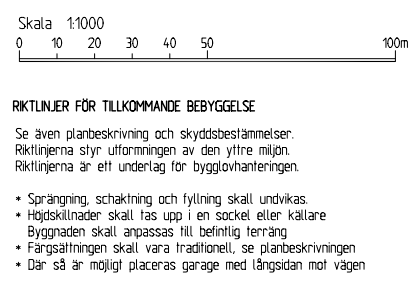 Skala 1:1000
0 10 20 30 40 50 100m
RIKTLINJER FÖR TILLKOMMANDE BEBYGGELSE
Se även planbeskrivning och skyddsbestämmelser.
Riktlinjerna styr utformningen av den yttre miljön.
Riktlinjerna är ett underlag för bygglovhanteringen.
* Sprängning, schaktning och fyllning skall undvikas.
* Höjdskillnader skall tas upp i en sockel eller källare
Byggnaden skall anpassas till befintlig terräng
* Färgsättningen skall vara traditionell, se planbeskrivningen
* Där så är möjligt placeras garage med långsidan mot vägen